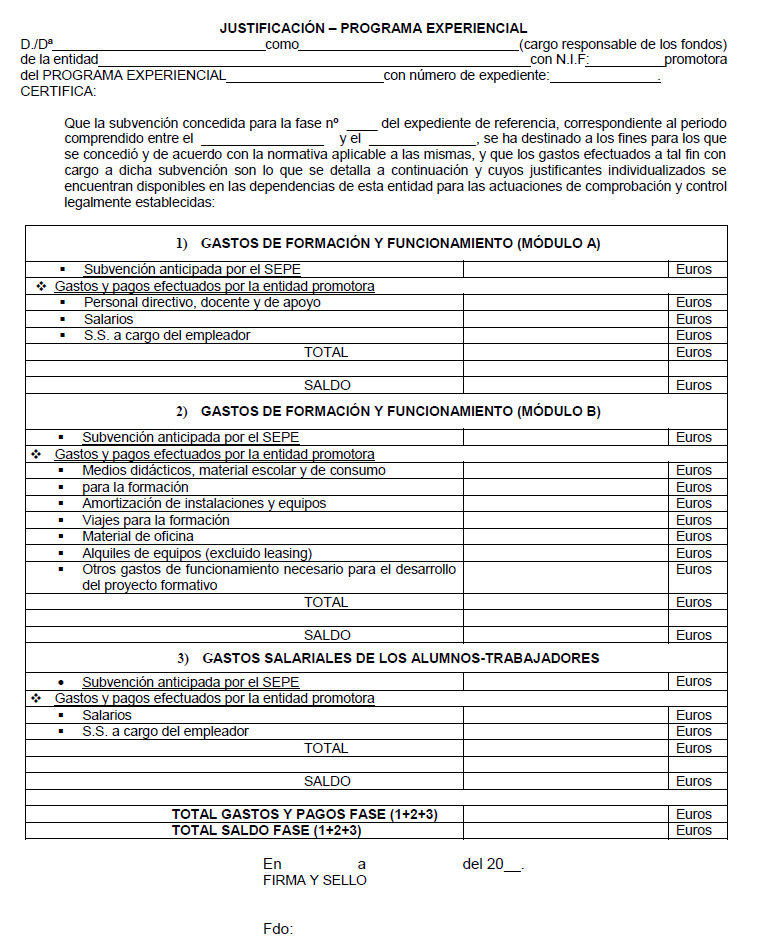 JUSTIFICACIÓN – PROGRAMA EXPERIENCIAL
D./Dª___________________________como____________________________(cargo responsable de los fondos)
de la entidad_______________________________________________________con N.I.F:__________promotora
del PROGRAMA EXPERIENCIAL____________________con número de expediente:______________.
CERTIFICA:
Que la subvención concedida para la fase nº ____ del expediente de referencia, correspondiente al periodo
comprendido entre el ________________ y el ______________, se ha destinado a los fines para los que
se concedió y de acuerdo con la normativa aplicable a las mismas, y que los gastos efectuados a tal fin con
cargo a dicha subvención son lo que se detalla a continuación y cuyos justificantes individualizados se
encuentran disponibles en las dependencias de esta entidad para las actuaciones de comprobación y control
legalmente establecidas:
1) GASTOS DE FORMACIÓN Y FUNCIONAMIENTO (MÓDULO A)
▪ Subvención anticipada por el SEPE Euros
❖ Gastos y pagos efectuados por la entidad promotora
▪ Personal directivo, docente y de apoyo Euros
▪ Salarios Euros
▪ S.S. a cargo del empleador Euros
TOTAL Euros
SALDO Euros
2) GASTOS DE FORMACIÓN Y FUNCIONAMIENTO (MÓDULO B)
▪ Subvención anticipada por el SEPE Euros
❖ Gastos y pagos efectuados por la entidad promotora
▪ Medios didácticos, material escolar y de consumo Euros
▪ para la formación Euros
▪ Amortización de instalaciones y equipos Euros
▪ Viajes para la formación Euros
▪ Material de oficina Euros
▪ Alquiles de equipos (excluido leasing) Euros
▪ Otros gastos de funcionamiento necesario para el desarrollo Euros
del proyecto formativo
TOTAL Euros
SALDO Euros
3) GASTOS SALARIALES DE LOS ALUMNOS-TRABAJADORES
• Subvención anticipada por el SEPE Euros
❖ Gastos y pagos efectuados por la entidad promotora
▪ Salarios Euros
▪ S.S. a cargo del empleador Euros
TOTAL Euros
SALDO Euros
TOTAL GASTOS Y PAGOS FASE (1+2+3) Euros
TOTAL SALDO FASE (1+2+3) Euros
En a del 20__.
FIRMA Y SELLO
Fdo: